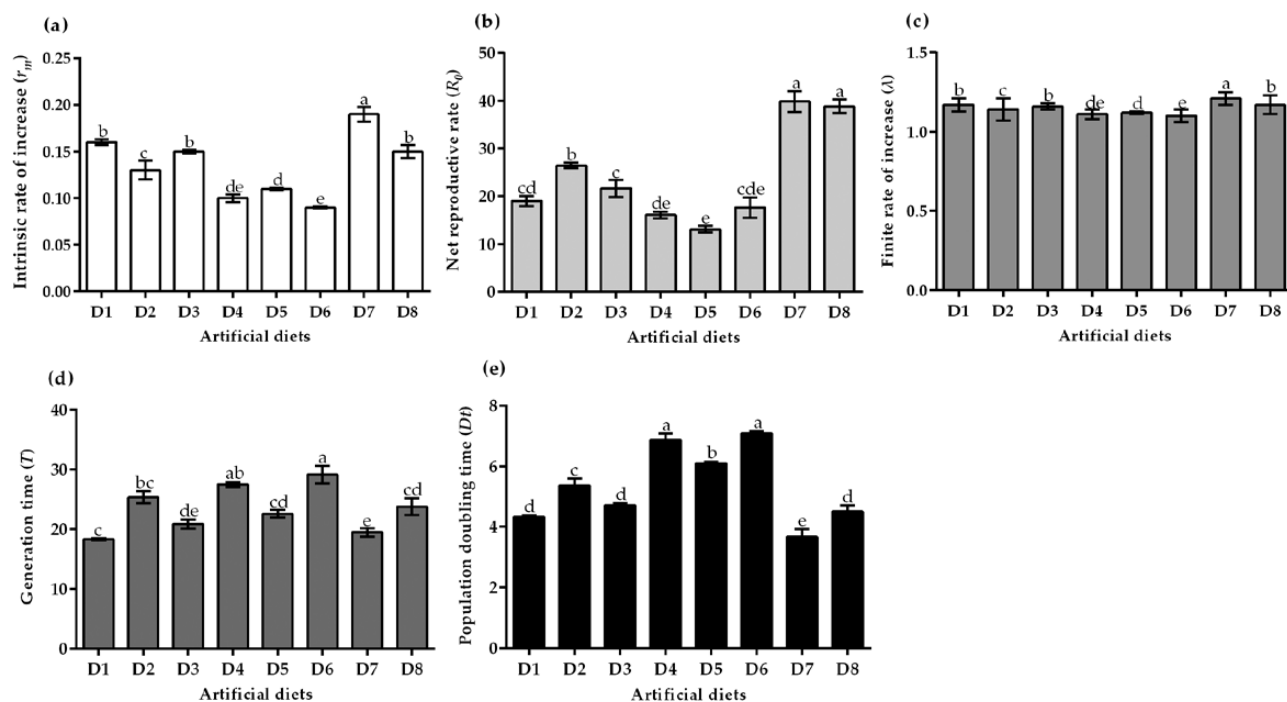 (a)
Intrinsic rate of increase (rm)
0.25
0.20
0.15
0.10
0.05
0.00
b
c
b
de
d
e
a
b
D1 D2 D3 D4 D5 D6 D7 D8
Artificial diets
(b)
Net reproductive rate (R0)
50
40
30
20
10
0
cd
b
c
de
e
cde
a
a
D1 D2 D3 D4 D5 D6 D7 D8
Artificial diets
(c)
Finite rate of increase (λ)
1.5
1.0
0.5
0.0
b
c
b
de
d
e
a
b
D1 D2 D3 D4 D5 D6 D7 D8
Artificial diets
(d)
Generation time (T)
40
30
20
10
0
c
bc
de
ab
cd
a
e
cd
D1 D2 D3 D4 D5 D6 D7 D8
Artificial diets
(e)
Population doubling time (Dt)
8
6
4
2
0
d
c
d
a
b
a
e
d
D1 D2 D3 D4 D5 D6 D7 D8
Artificial diets